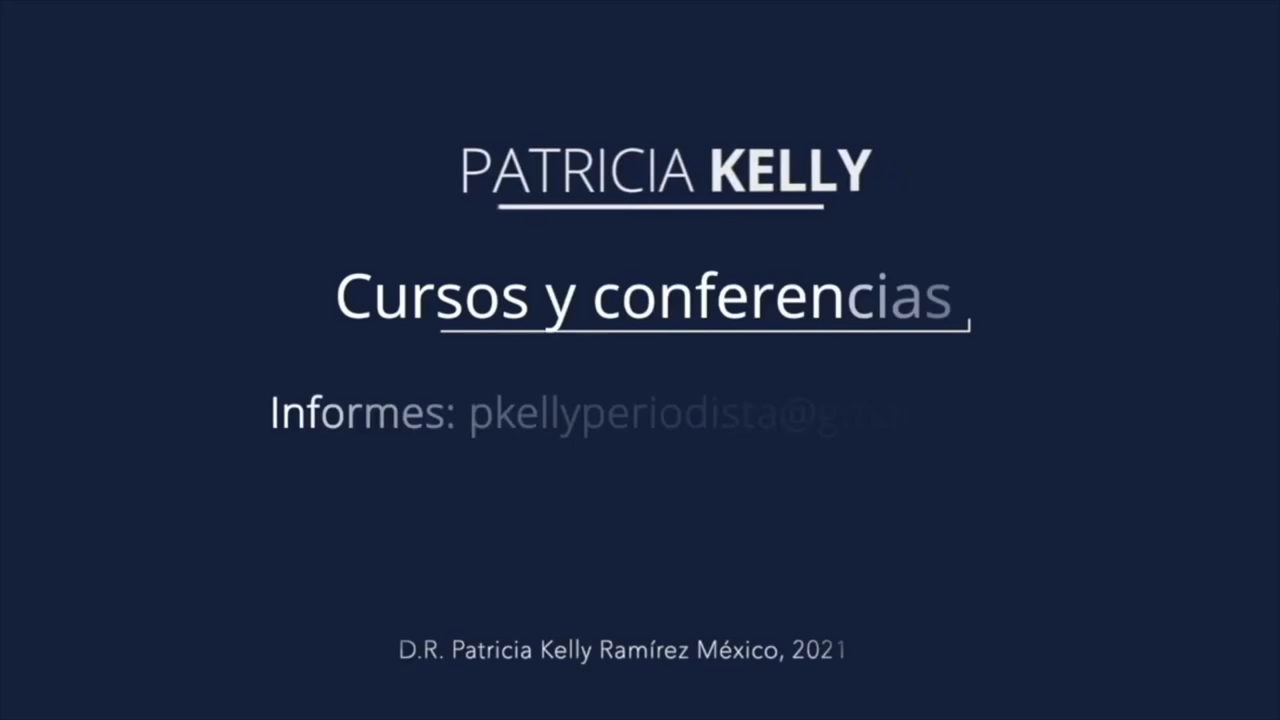 PATRICIA KELLY
Cursos y conferencias
Informes: pkellyperiodista@
D.R. Patricia Kelly Ramírez México, 2021